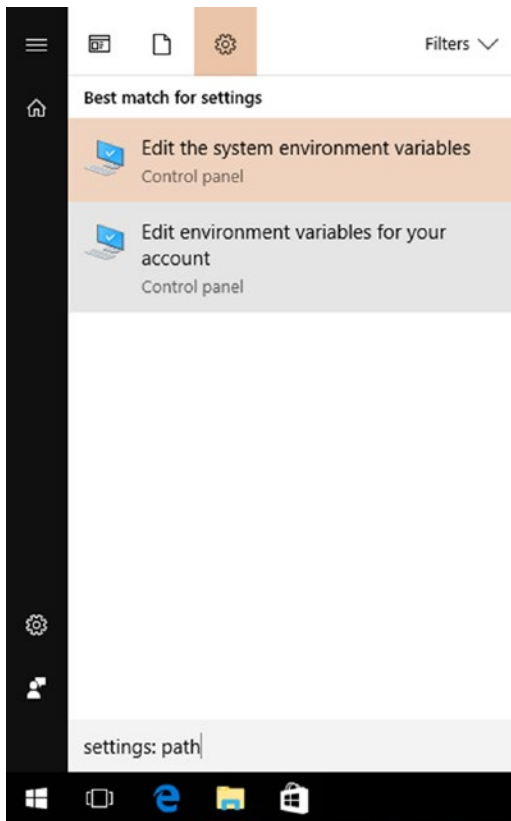 Filters
Best match for settings
Edit the system environment variables
Control panel
Edit environment variables for your
account
Control panel
settings: path